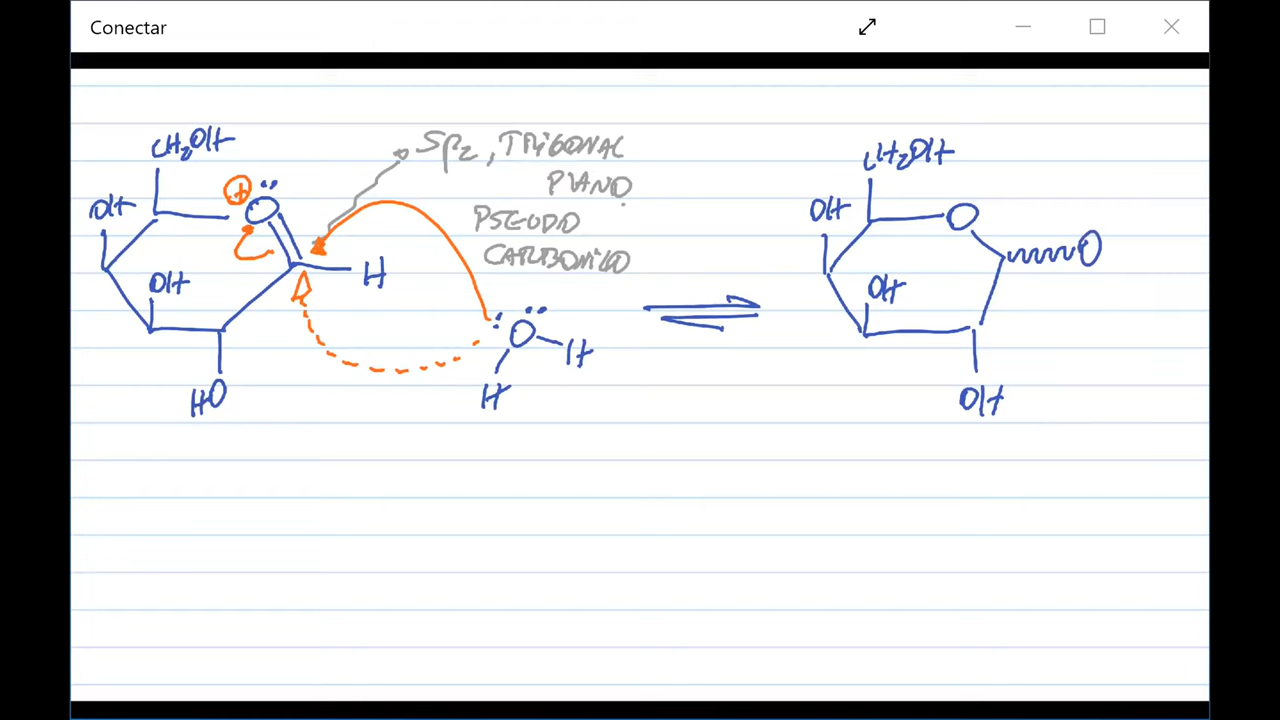 Conectar
CH2OH
OH
⊕
O
OH
H
HO
SP2, TRIGONAL
PLANO
PSEUDO
CARBONILO
O
H
H
CH2OH
OH
O
O
OH
OH